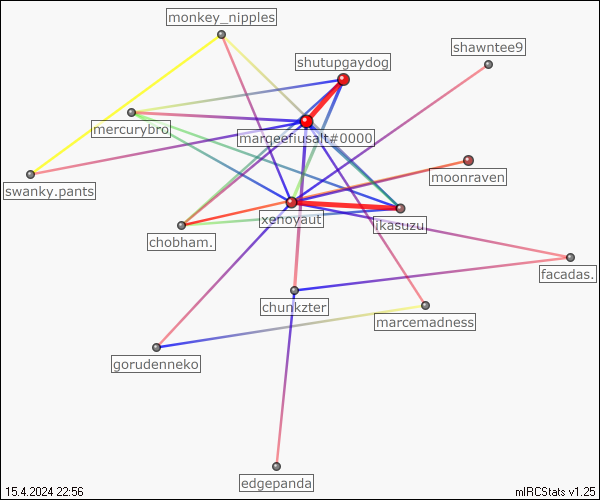 monkey_nipples
shawntee9
shutupgaydog
mercurybro
margeefiusalt#0000
moonraven
swanky.pants
xenoyaut
ikasuzu
chobham.
facadas.
chunkzter
marcemadness
gorudenneko
edgepanda
15.4.2024 22:56
mIRCStats v1.25